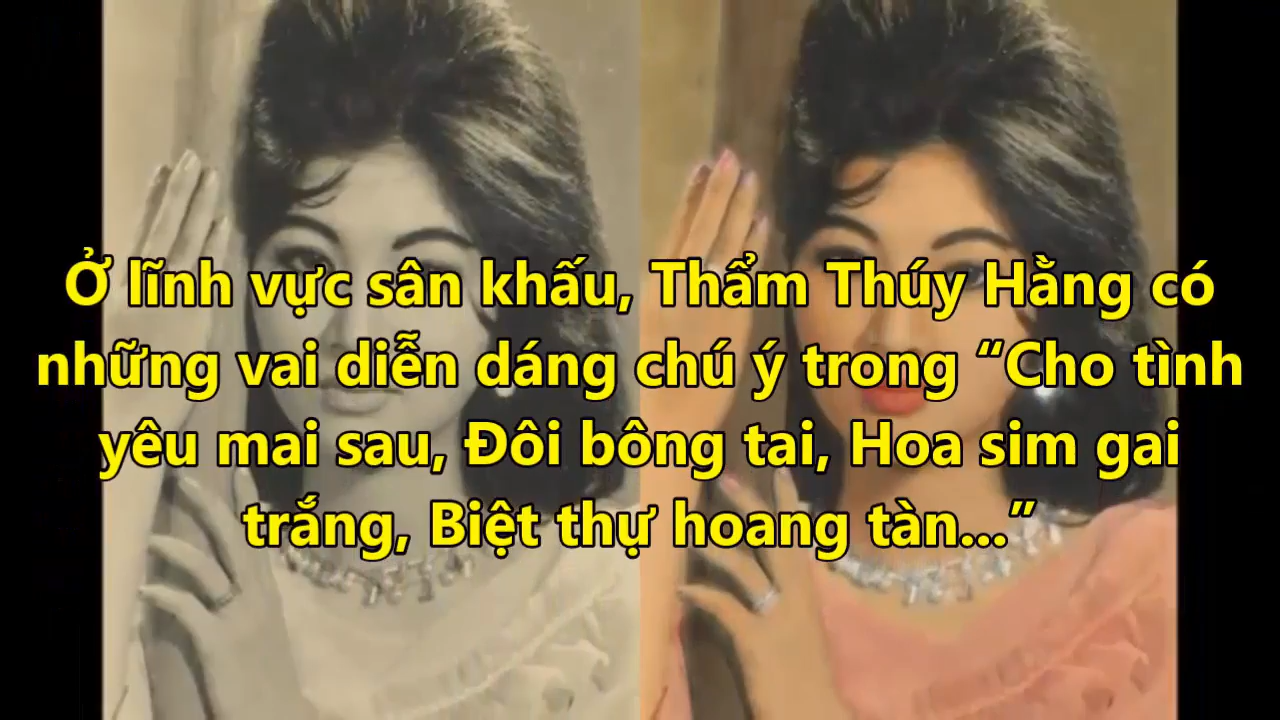 Ở lĩnh vực sân khấu, Thẩm Thúy Hằng có
những vai diễn dáng chú ý trong “Cho tình
yêu mai sau, Đôi bông tai, Hoa sim gai
trắng, Biệt thự hoang tàn...”